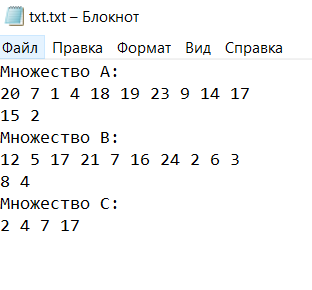 txt.txt – Блокнот
Файл Правка Формат Вид Справка
Множество A:
20 7 1 4 18 19 23 9 14 17
15 2
Множество B:
12 5 17 21 7 16 24 2 6 3
8 4
Множество C:
2 4 7 17